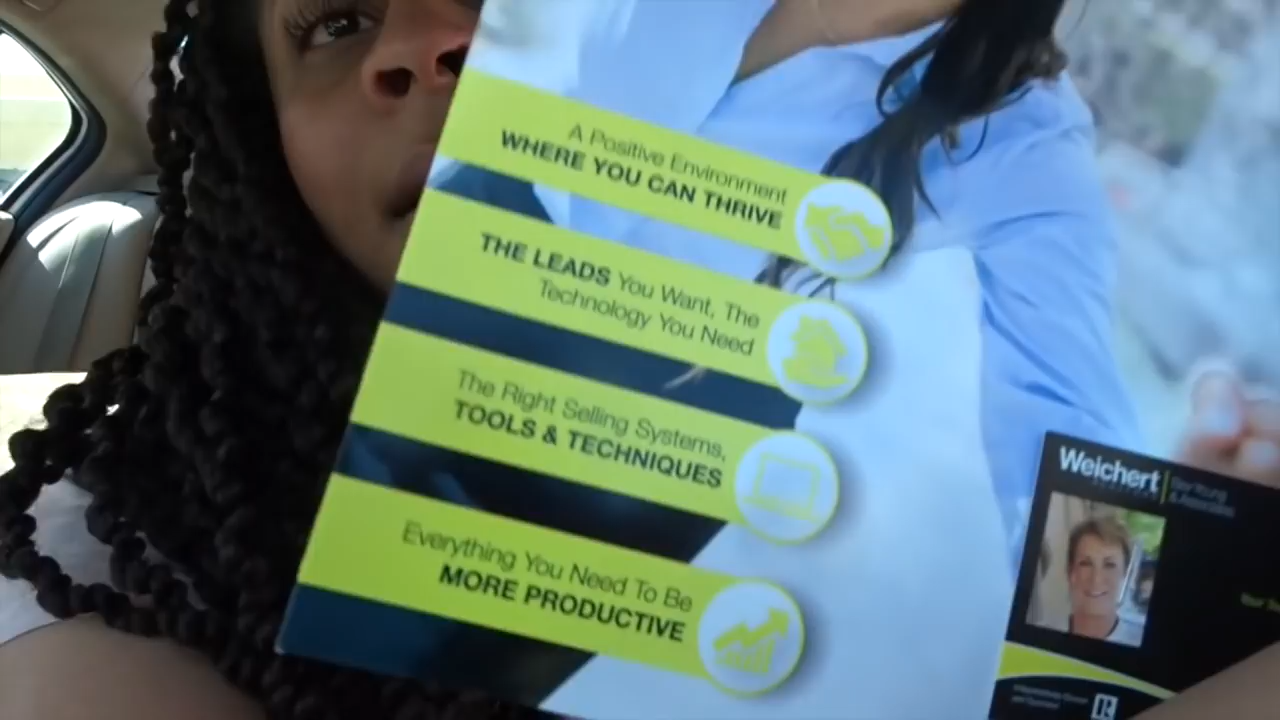 A Positive Environment
WHERE YOU CAN THRIVE
THE LEADS You Want, The
Technology You Need
The Right Selling Systems,
TOOLS & TECHNIQUES
Everything You Need To Be
MORE PRODUCTIVE
Weichert